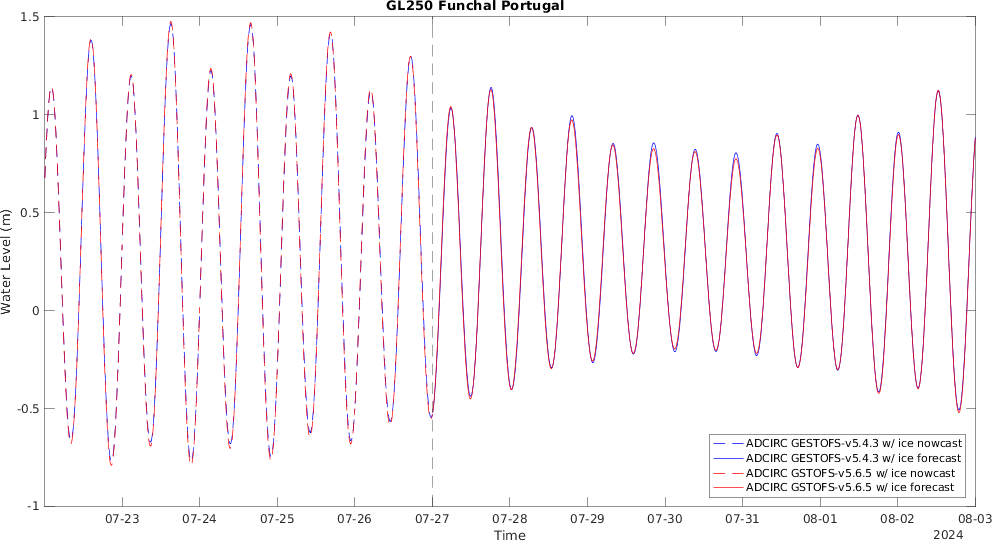 GL250 Funchal Portugal
1.5
1
0.5
0
-0.5
-1
Water Level (m)
ADCIRC GESTOFS-v5.4.3 w/ ice nowcast
ADCIRC GESTOFS-v5.4.3 w/ ice forecast
ADCIRC GSTOFS-v5.6.5 w/ ice nowcast
ADCIRC GSTOFS-v5.6.5 w/ ice forecast
07-23 07-24 07-25 07-26 07-27 07-28 07-29 07-30 07-31 08-01 08-02 08-03
Time
2024